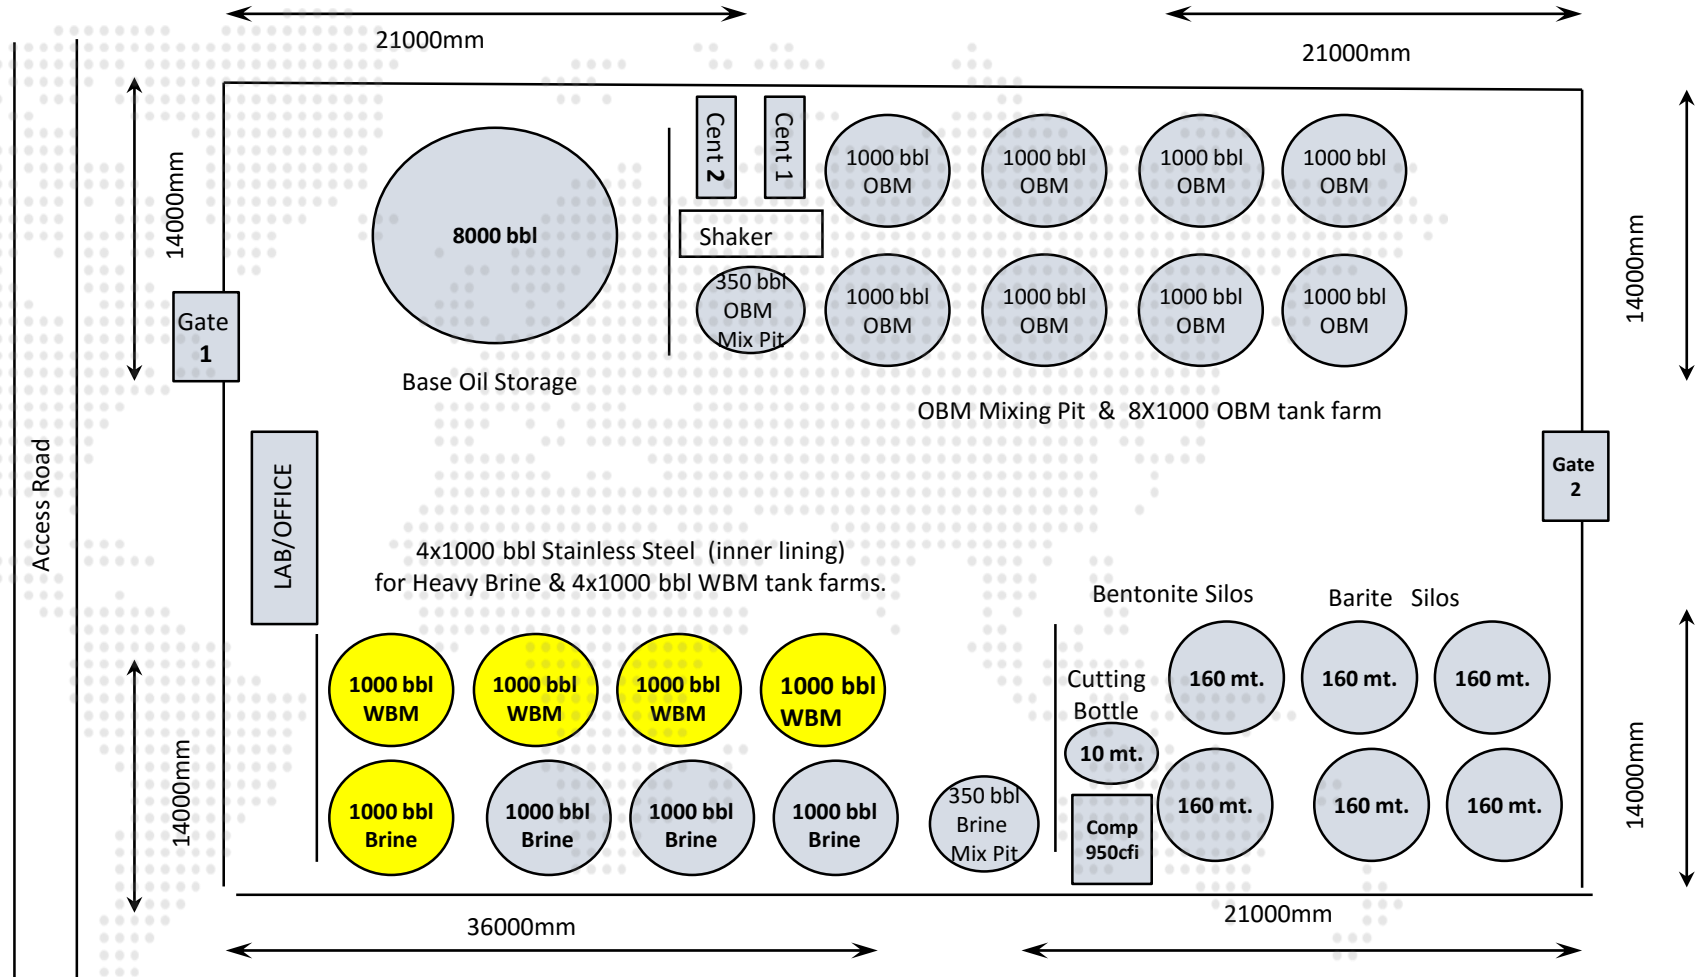 21000mm
21000mm
14000mm
14000mm
Cent 2
Cent 1
1000 bbl
OBM
1000 bbl
OBM
1000 bbl
OBM
1000 bbl
OBM
8000 bbl
Shaker
350 bbl
OBM
Mix Pit
1000 bbl
OBM
1000 bbl
OBM
1000 bbl
OBM
1000 bbl
OBM
Gate
1
Base Oil Storage
OBM Mixing Pit & 8X1000 OBM tank farm
Access Road
LAB/OFFICE
Gate
2
4x1000 bbl Stainless Steel (inner lining)
for Heavy Brine & 4x1000 bbl WBM tank farms.
Bentonite Silos
Barite Silos
1000 bbl
WBM
1000 bbl
WBM
1000 bbl
WBM
1000 bbl
WBM
Cutting
Bottle
10 mt.
160 mt.
160 mt.
160 mt.
14000mm
14000mm
1000 bbl
Brine
1000 bbl
Brine
1000 bbl
Brine
1000 bbl
Brine
350 bbl
Brine
Mix Pit
Comp
950cfi
160 mt.
160 mt.
160 mt.
36000mm
21000mm